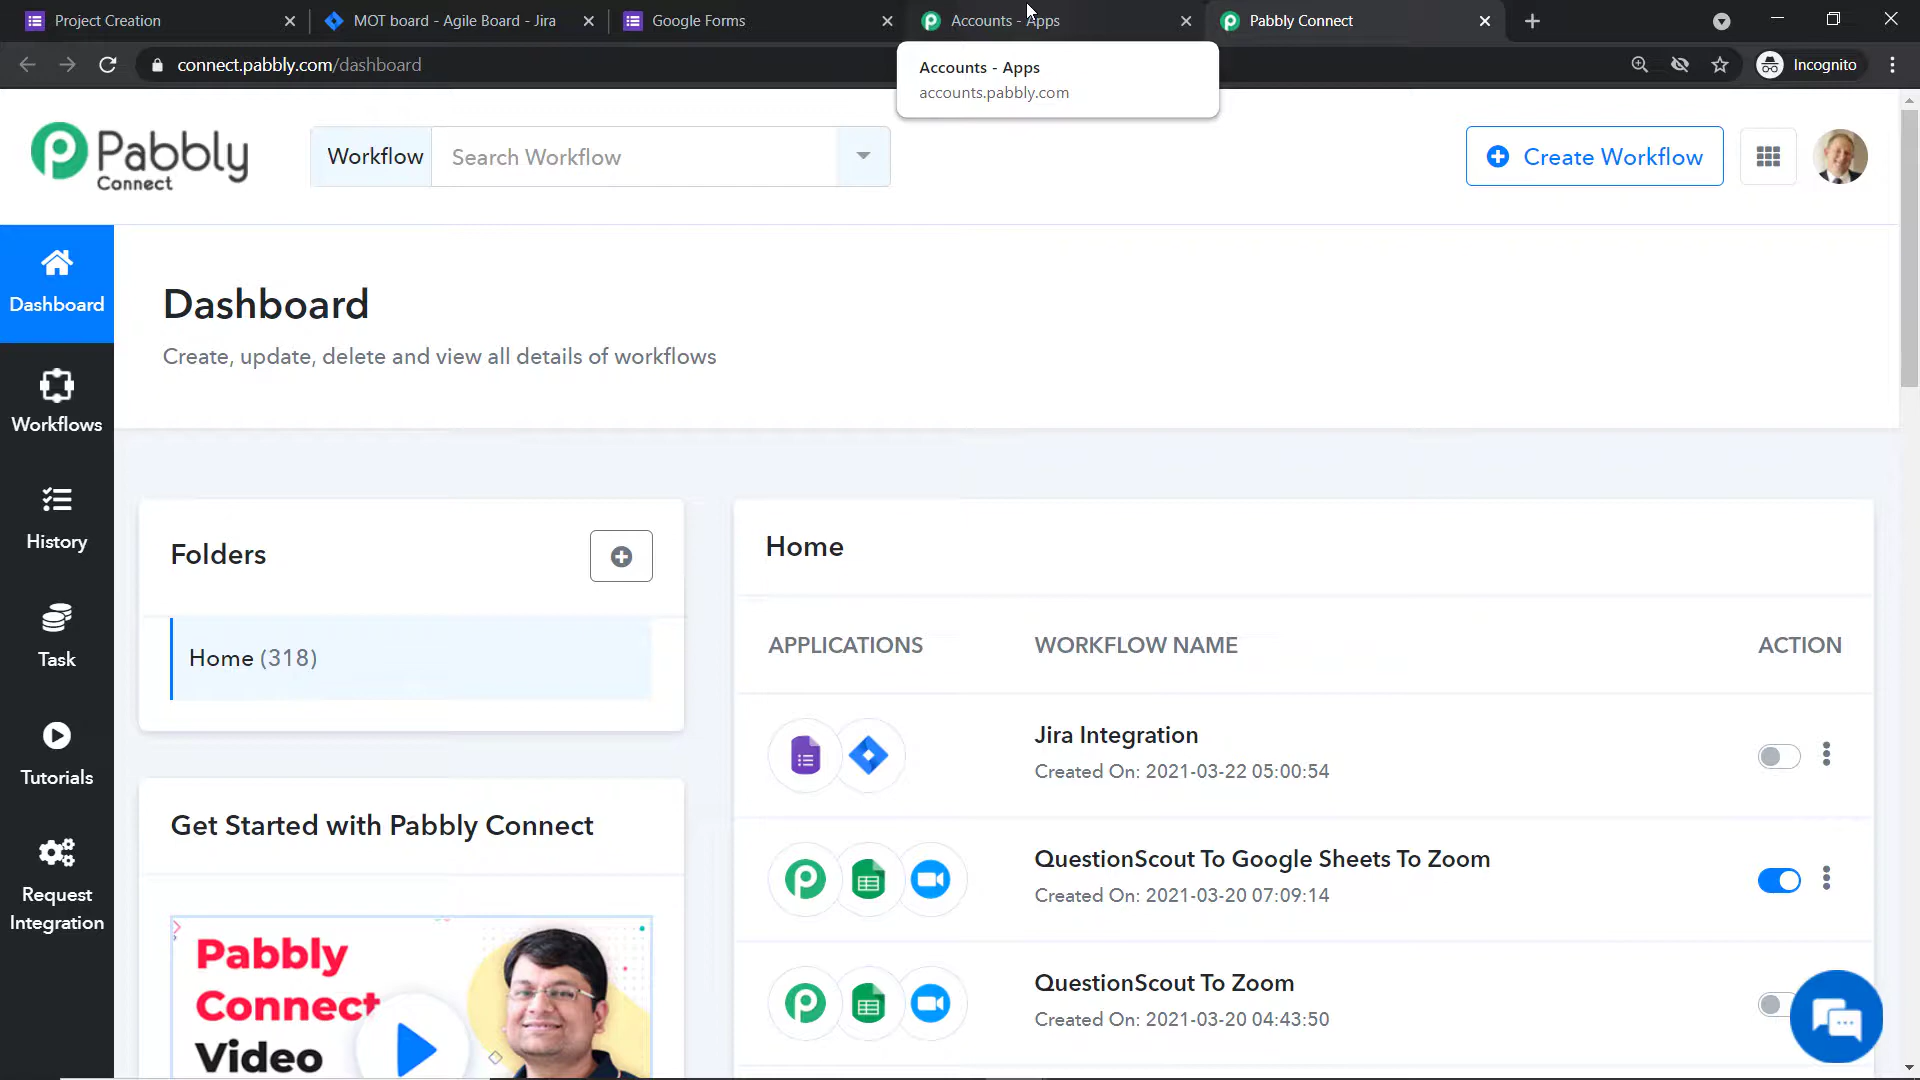 Project Creation
MOT board - Agile Board - Jira
Google Forms
Accounts - Apps
Pabbly Connect
connect.pabbly.com/dashboard
Incognito
Accounts - Apps
accounts.pabbly.com
Pabbly
Connect
Workflow
Search Workflow
Create Workflow
Dashboard
Workflows
History
Task
Tutorials
Request
Integration
Dashboard
Create, update, delete and view all details of workflows
Folders
Home (318)
Get Started with Pabbly Connect
Pabbly
Connect
Video
Home
APPLICATIONS
WORKFLOW NAME
ACTION
Jira Integration
Created On: 2021-03-22 05:00:54
QuestionScout To Google Sheets To Zoom
Created On: 2021-03-20 07:09:14
QuestionScout To Zoom
Created On: 2021-03-20 04:43:50